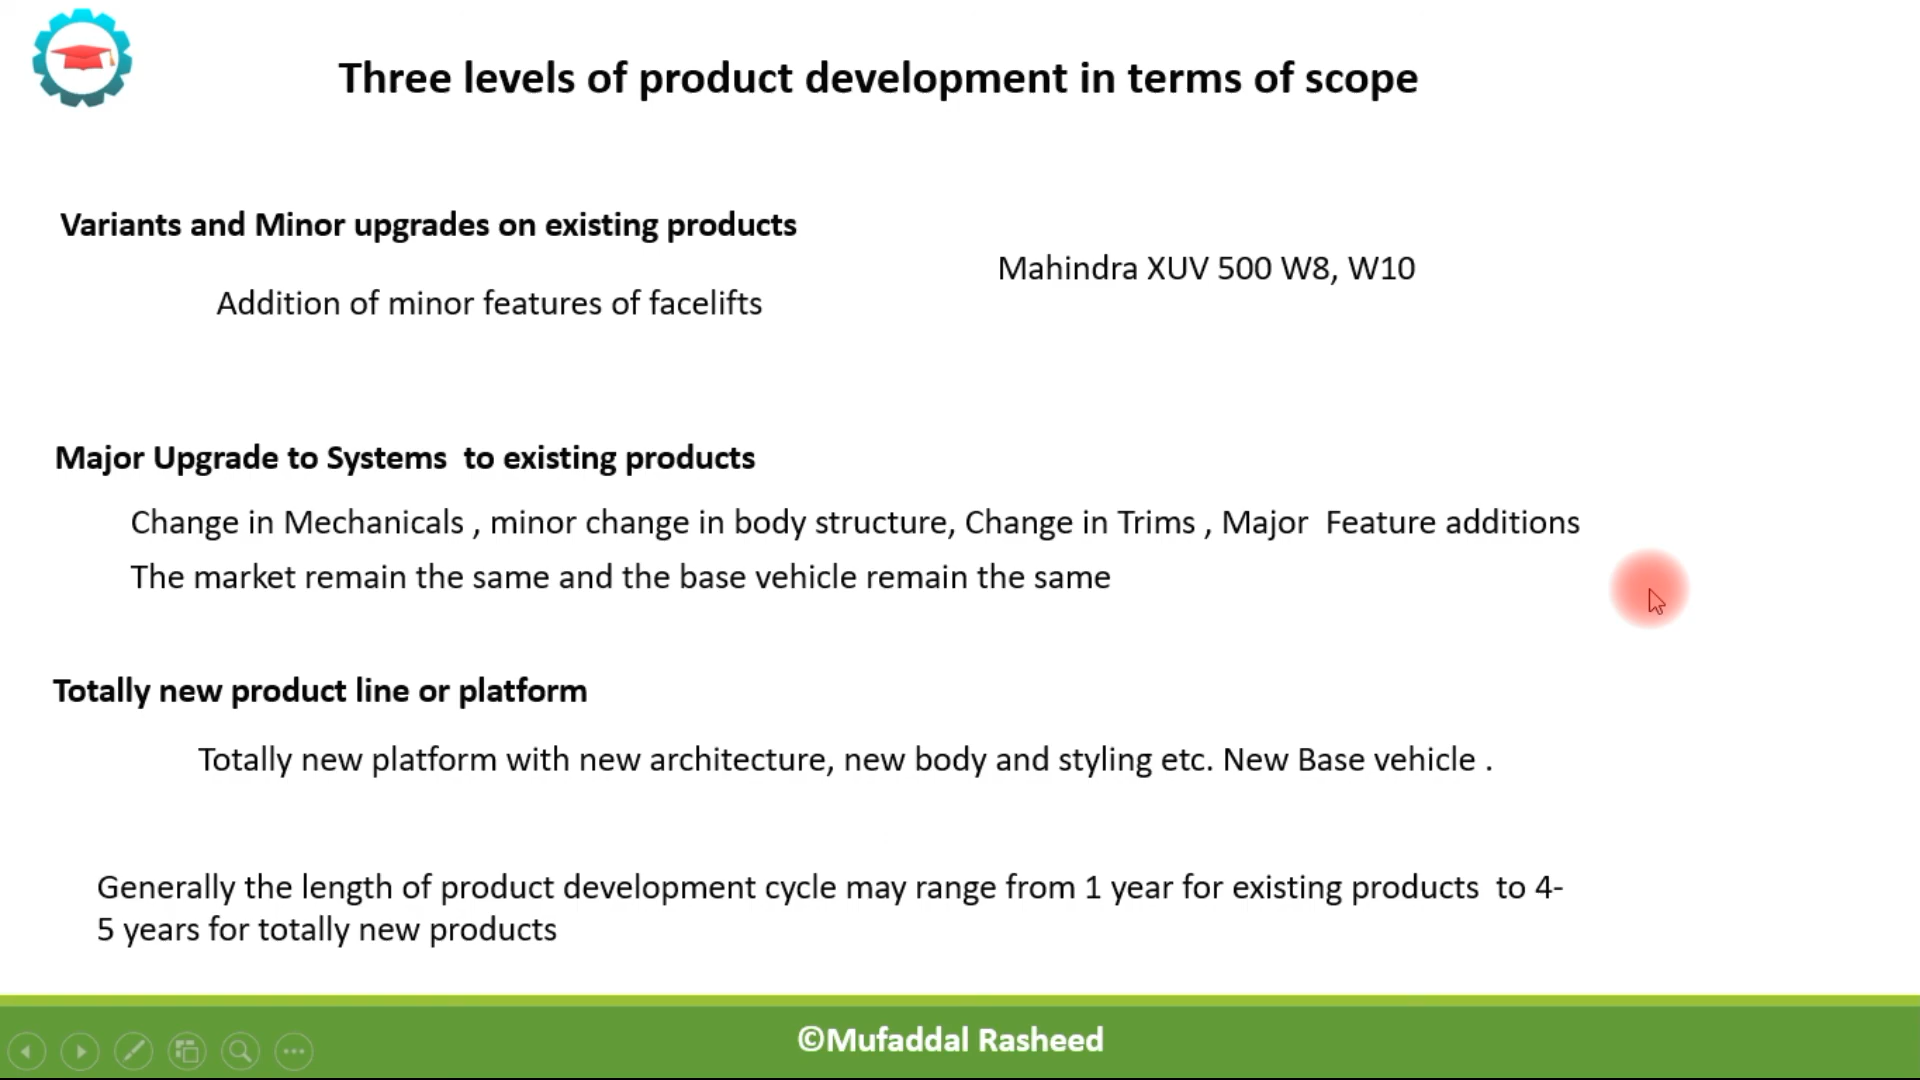 Three levels of product development in terms of scope
Variants and Minor upgrades on existing products
Mahindra XUV 500 W8, W10
Addition of minor features of facelifts
Major Upgrade to Systems  to existing products
Change in Mechanicals , minor change in body structure, Change in Trims , Major  Feature additions
The market remain the same and the base vehicle remain the same
Totally new product line or platform
Totally new platform with new architecture, new body and styling etc. New Base vehicle .
Generally the length of product development cycle may range from 1 year for existing products  to 4-
5 years for totally new products
©Mufaddal Rasheed